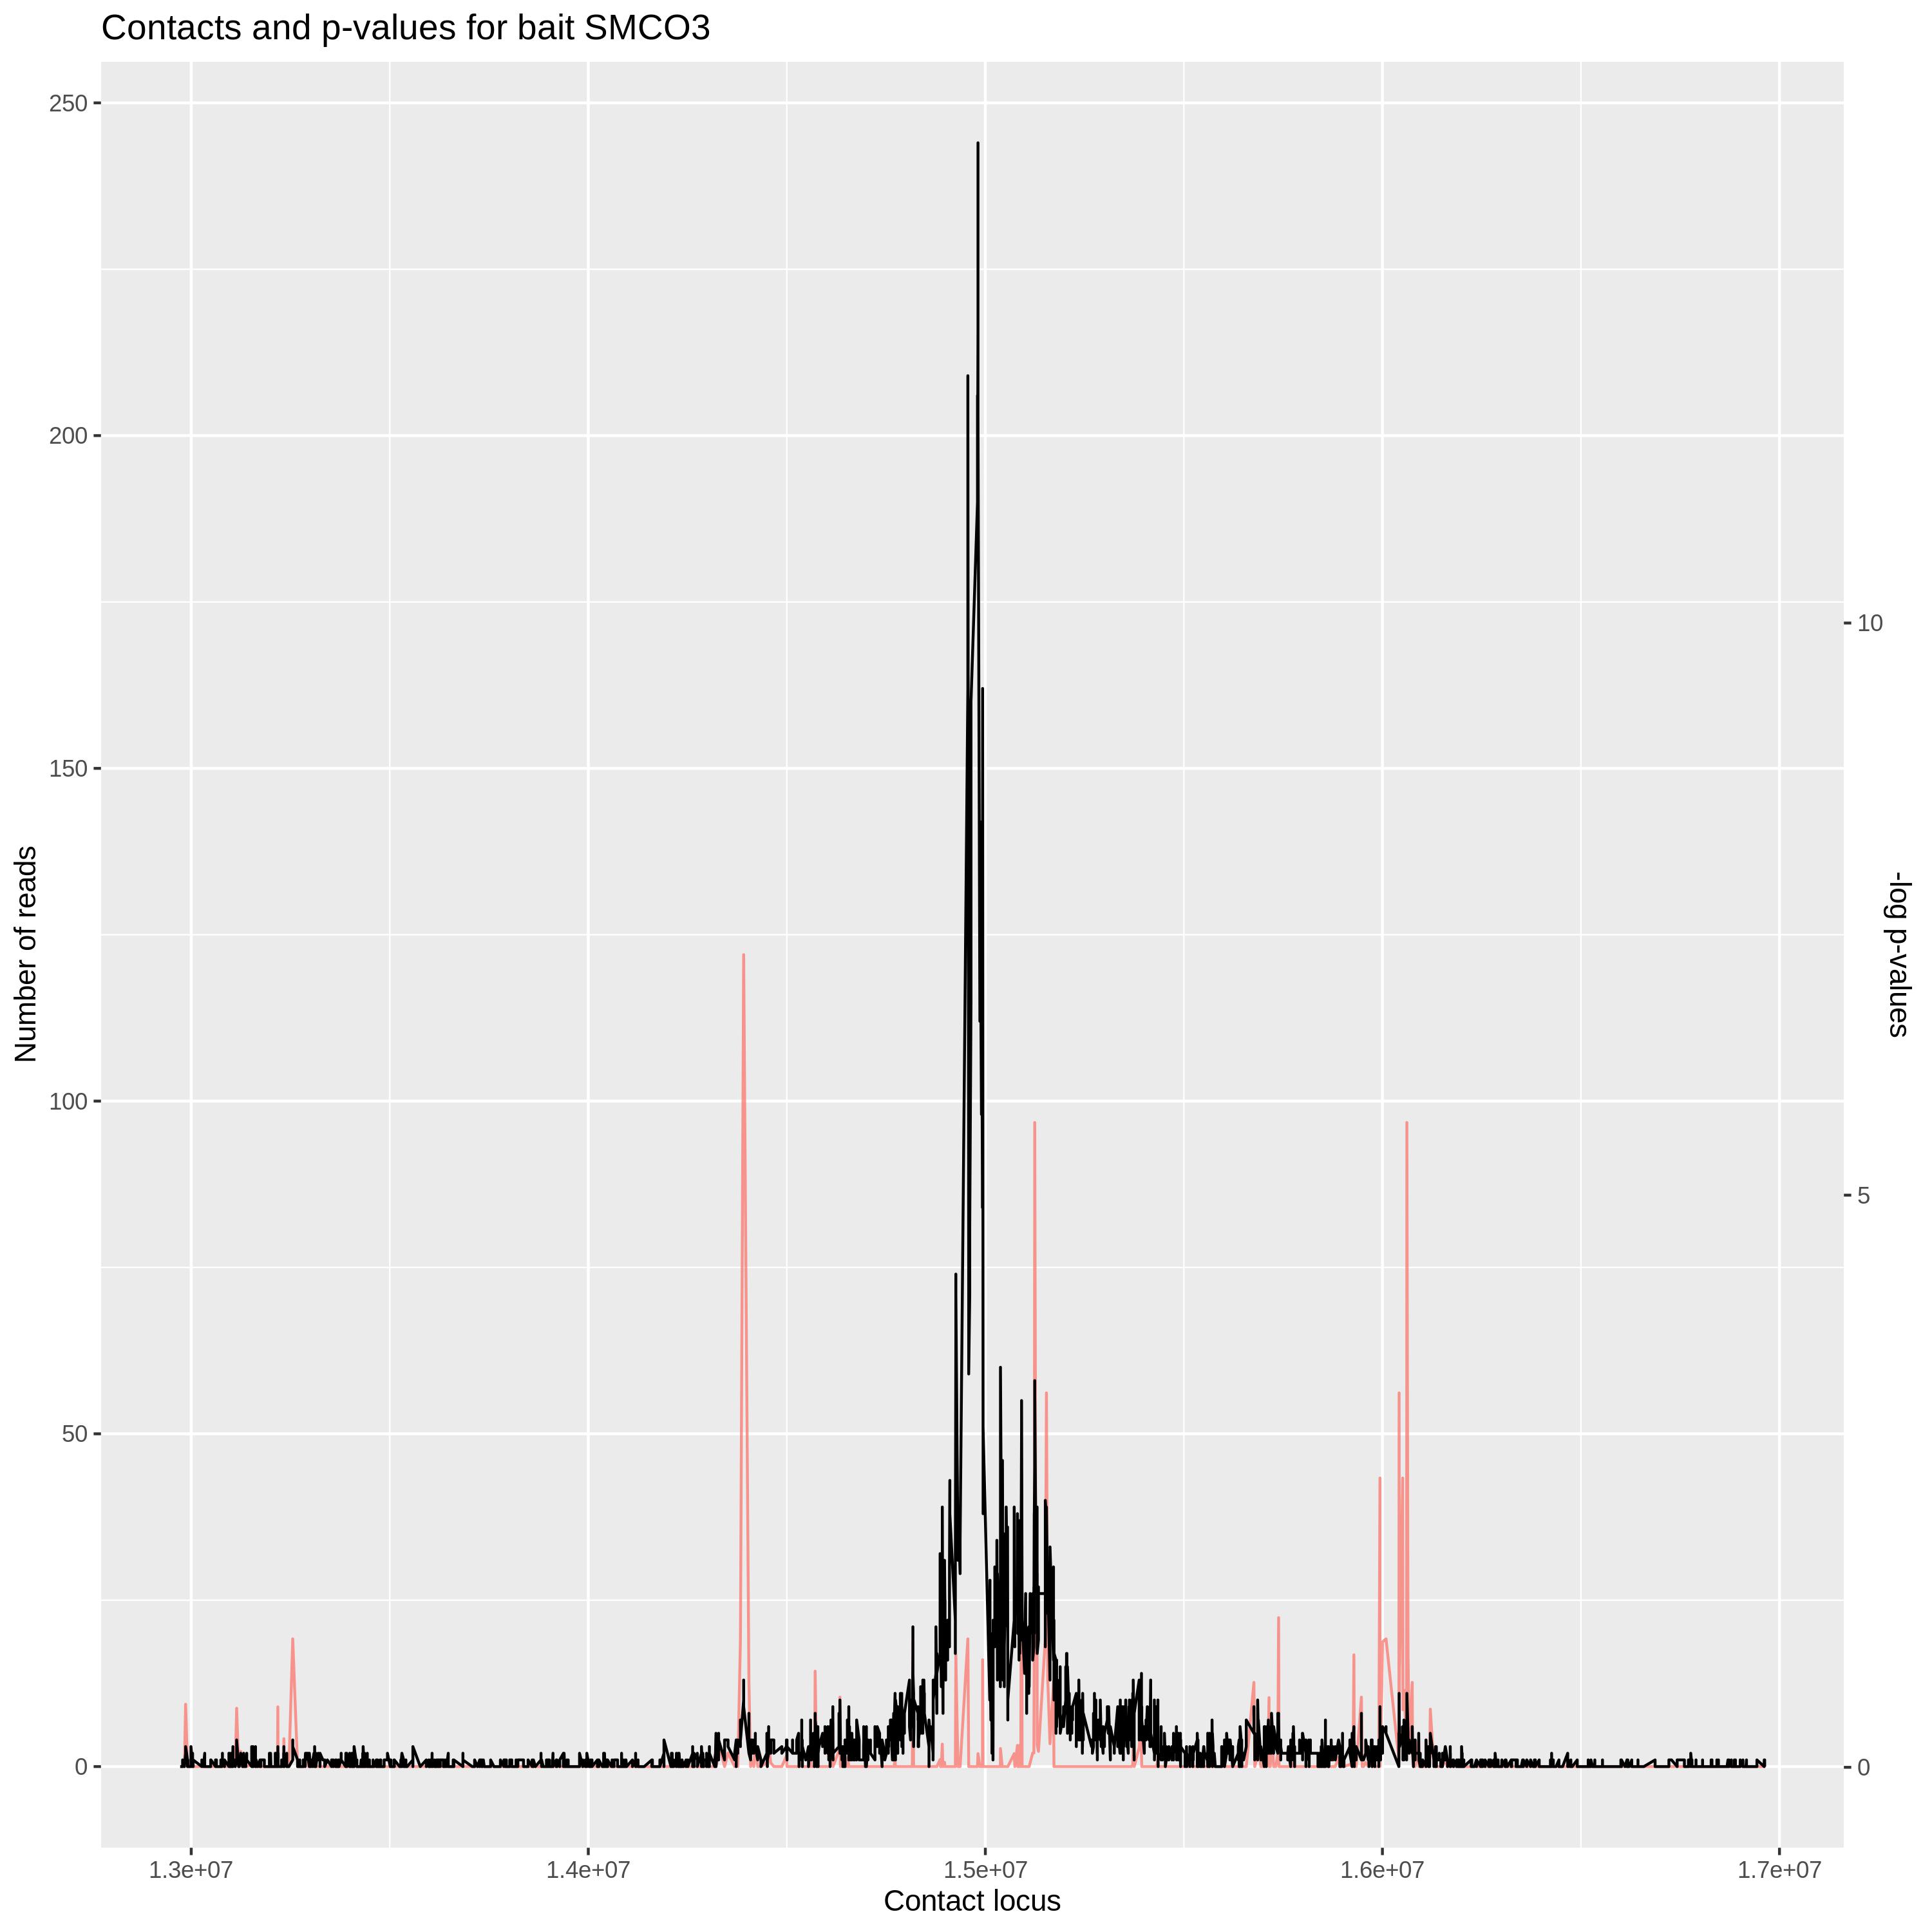 Contacts and p-values for bait SMCO3
250
200
150
100
50
0
Number of reads
10
5
0
-log p-values
1.3e+07
1.4e+07
1.5e+07
1.6e+07
1.7e+07
Contact locus